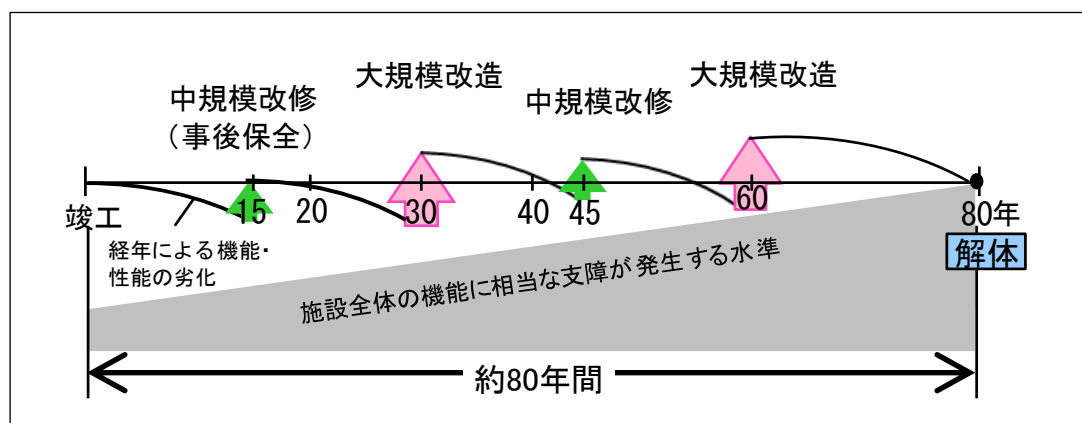 大規模改造
大規模改造
中規模改修
（事後保全）
中規模改修
竣工
15
20
30
40
45
60
80年
解体
経年による機能・
性能の劣化
施設全体の機能に相当な支障が発生する水準
約80年間